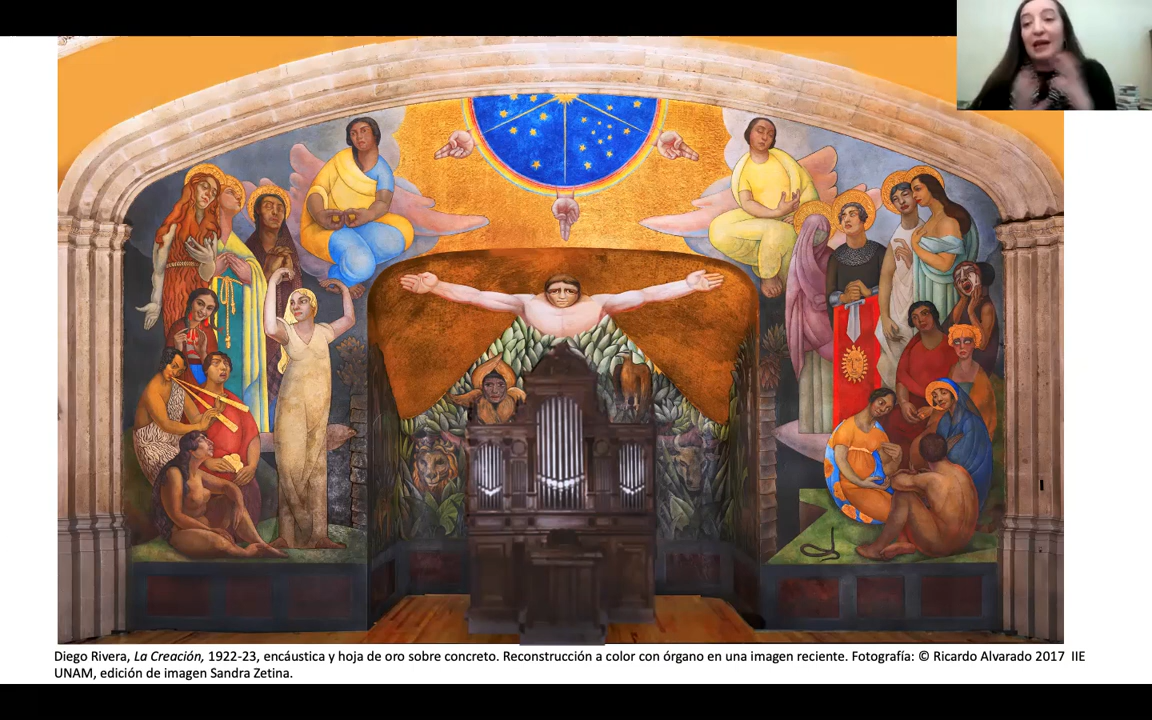 Diego Rivera, La Creación, 1922-23, encáustica y hoja de oro sobre concreto. Reconstrucción a color con órgano en una imagen reciente. Fotografía: © Ricardo Alvarado 2017 IIE
UNAM, edición de imagen Sandra Zetina.